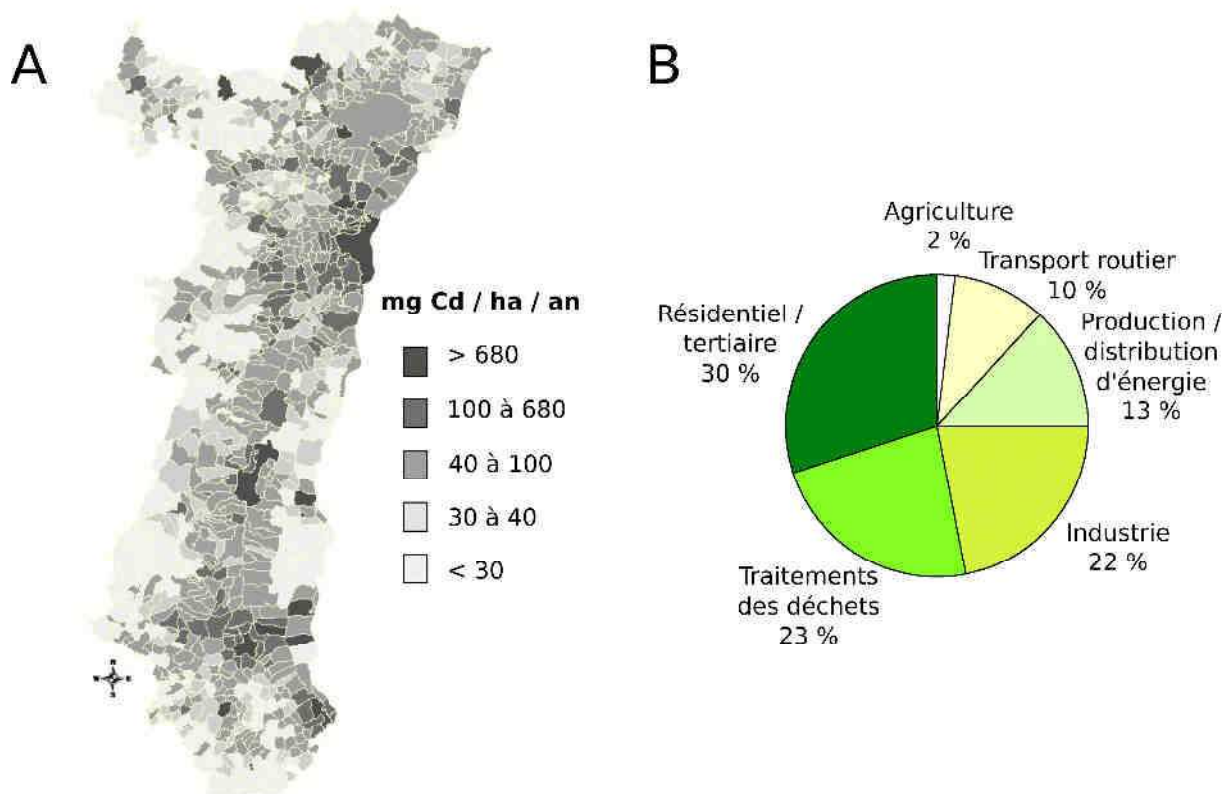 A
mg Cd / ha / an
> 680
100 à 680
40 à 100
30 à 40
< 30
N
W E
S
B
Agriculture
2 %
Transport routier
10 %
Production /
distribution
d'énergie
13 %
Industrie
22 %
Traitements
des déchets
23 %
Résidentiel /
tertiaire
30 %